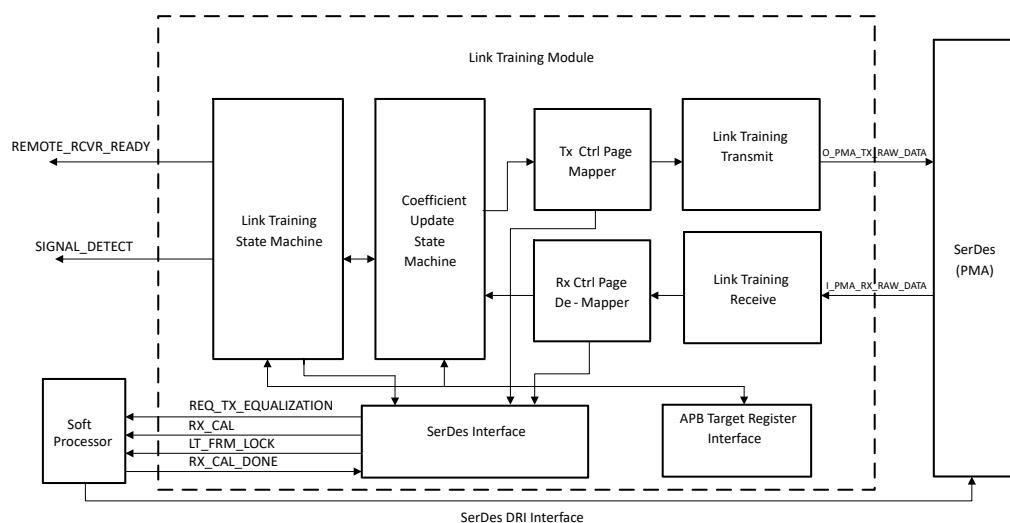 Link Training Module
REMOTE_RCVR_READY
SIGNAL_DETECT
Link Training
State Machine
Coefficient
Update
State
Machine
Tx Ctrl Page
Mapper
Link Training
Transmit
O_PMA_TX_RAW_DATA
Rx Ctrl Page
De - Mapper
Link Training
Receive
I_PMA_RX_RAW_DATA
SerDes
(PMA)
Soft
Processor
REQ_TX_EQUALIZATION
RX_CAL
LT_FRM_LOCK
RX_CAL_DONE
SerDes Interface
APB Target Register
Interface
SerDes DRI Interface